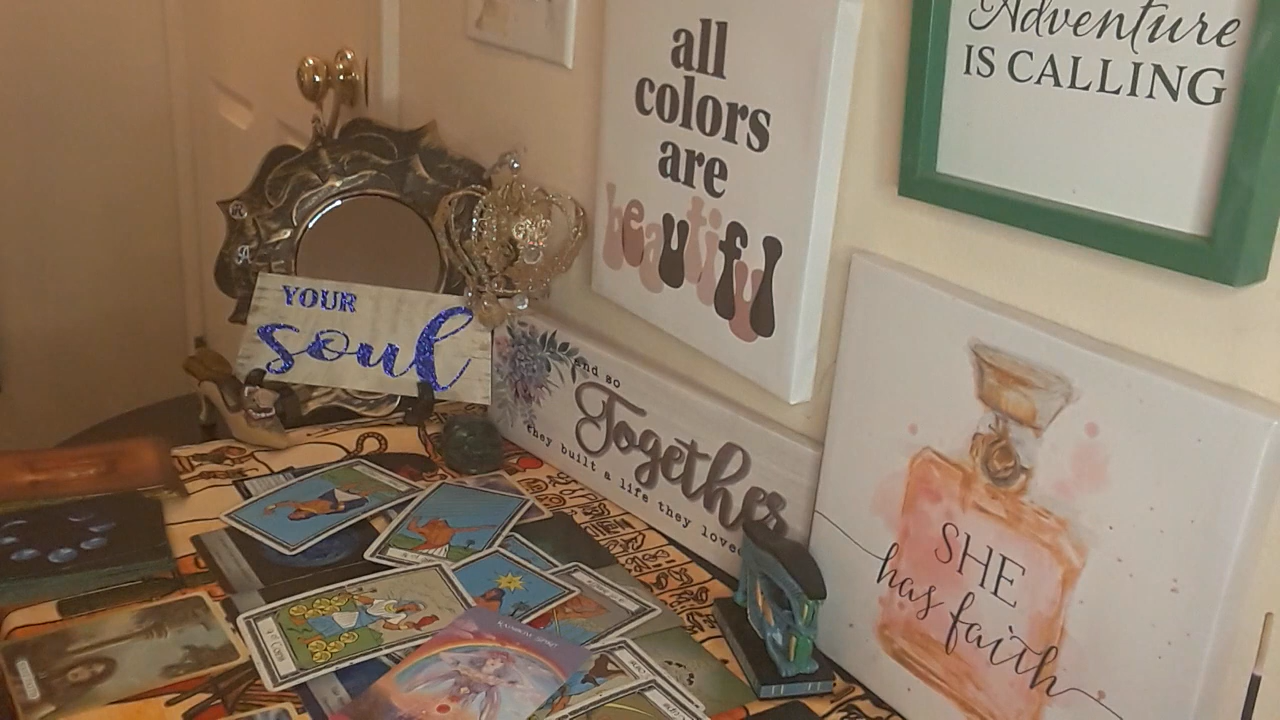 Adventure
IS CALLING
all
colors
are
beautiful
YOUR
soul
and so
Together
they built a life they loved
SHE
has faith